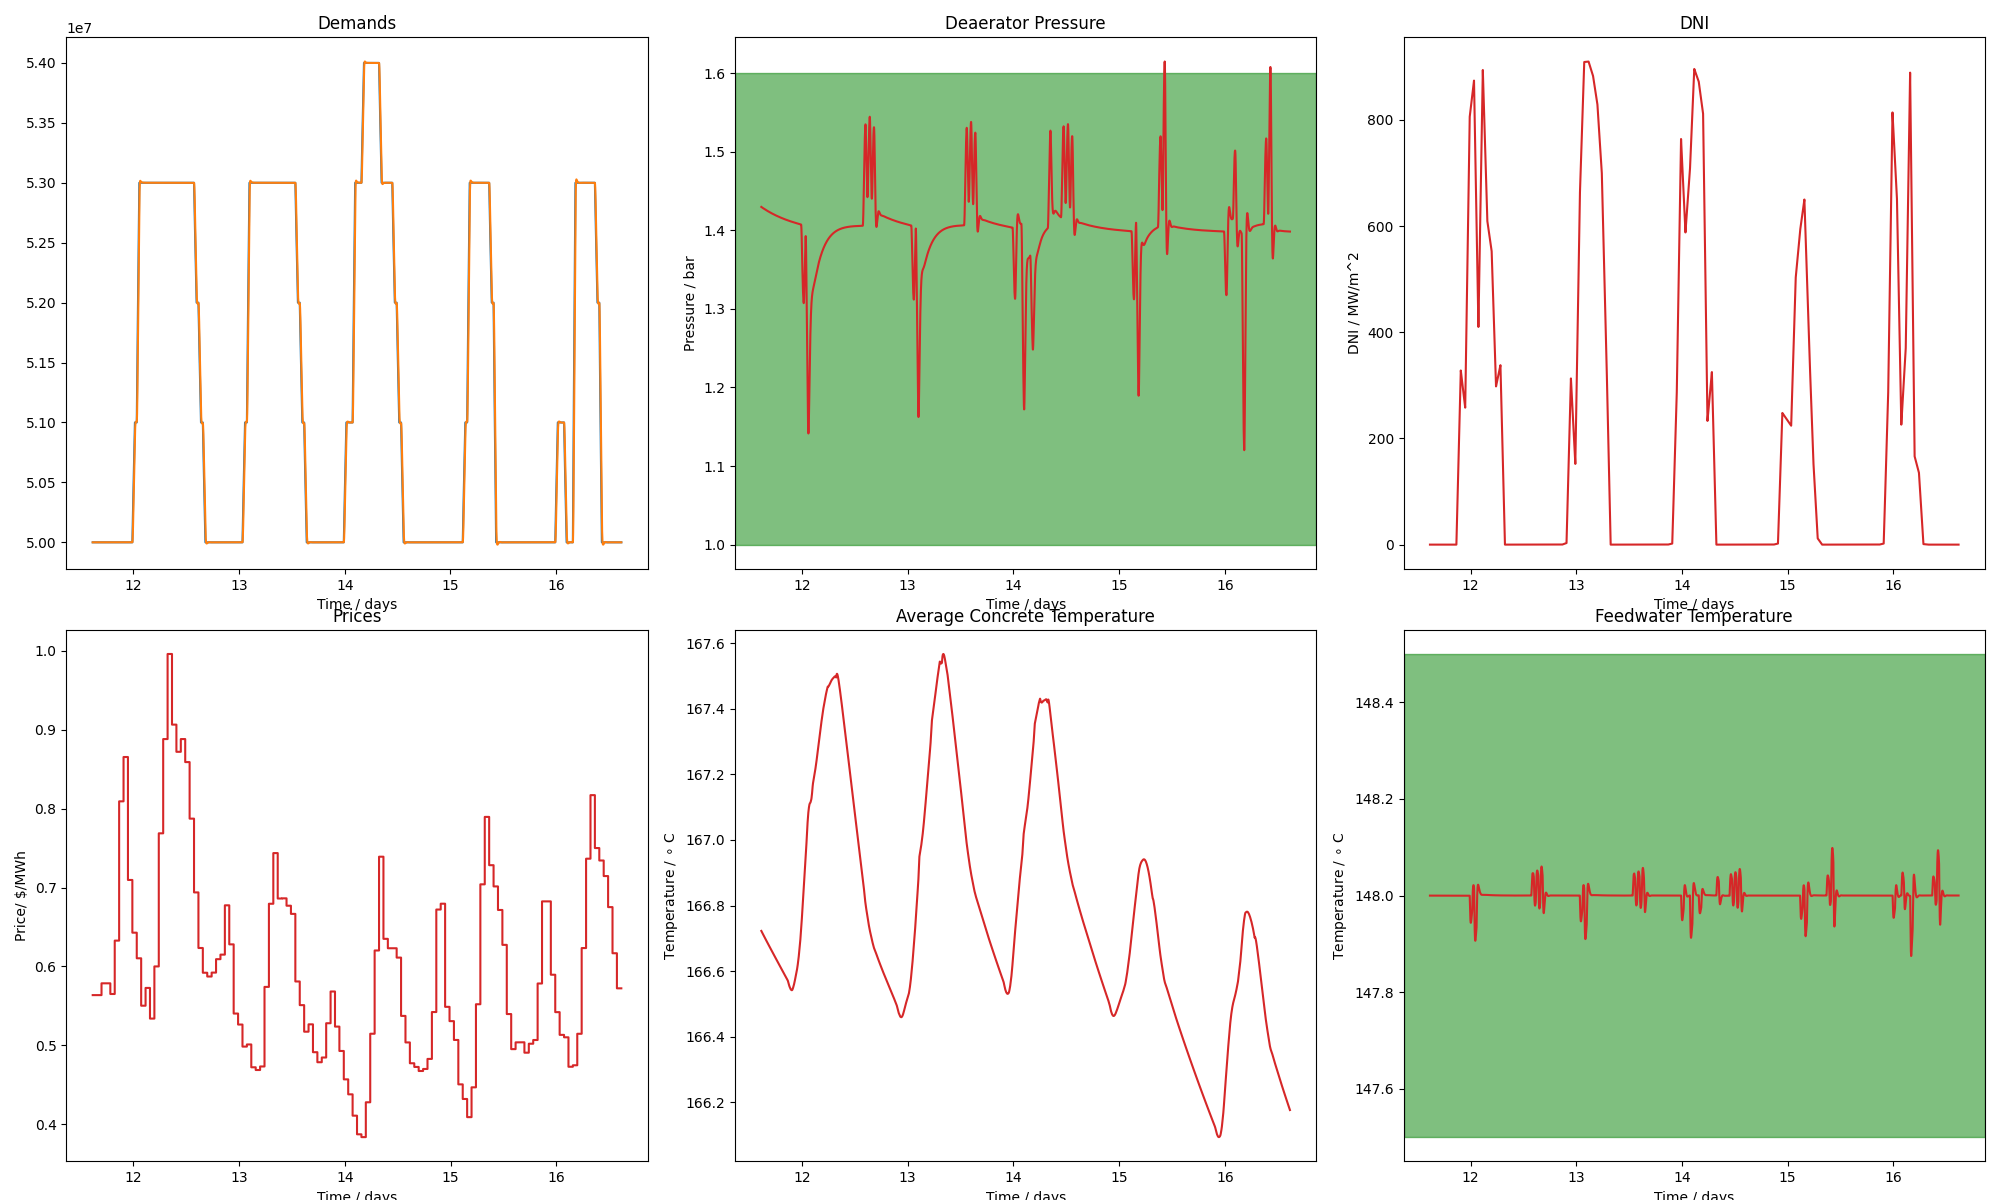 Demands
1e7
5.40
5.35
5.30
5.25
5.20
5.15
5.10
5.05
5.00
12 13 14 15 16
Time / days
Deaerator Pressure
Pressure / bar
1.6
1.5
1.4
1.3
1.2
1.1
1.0
12 13 14 15 16
Time / days
DNI
DNI / MW/m^2
800
600
400
200
0
12 13 14 15 16
Time / days
Prices
Price/ $/MWh
1.0
0.9
0.8
0.7
0.6
0.5
0.4
12 13 14 15 16
Time / days
Average Concrete Temperature
Temperature / ∘ C
167.6
167.4
167.2
167.0
166.8
166.6
166.4
166.2
12 13 14 15 16
Time / days
Feedwater Temperature
Temperature / ∘ C
148.4
148.2
148.0
147.8
147.6
12 13 14 15 16
Time / days